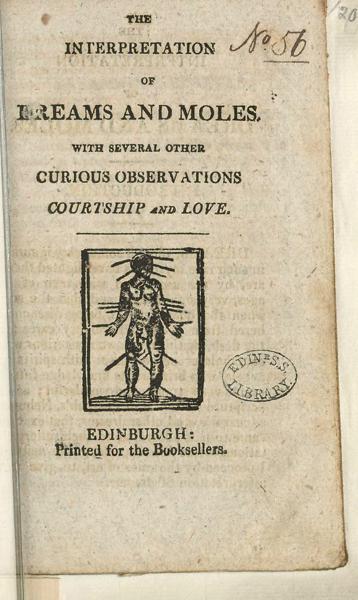 THE
INTERPRETATION
OF
DREAMS AND MOLES.
WITH SEVERAL OTHER
CURIOUS OBSERVATIONS
COURTSHIP AND LOVE.
No 56
20
EDINR. S.S.
LIBRARY.
EDINBURGH:
Printed for the Booksellers.